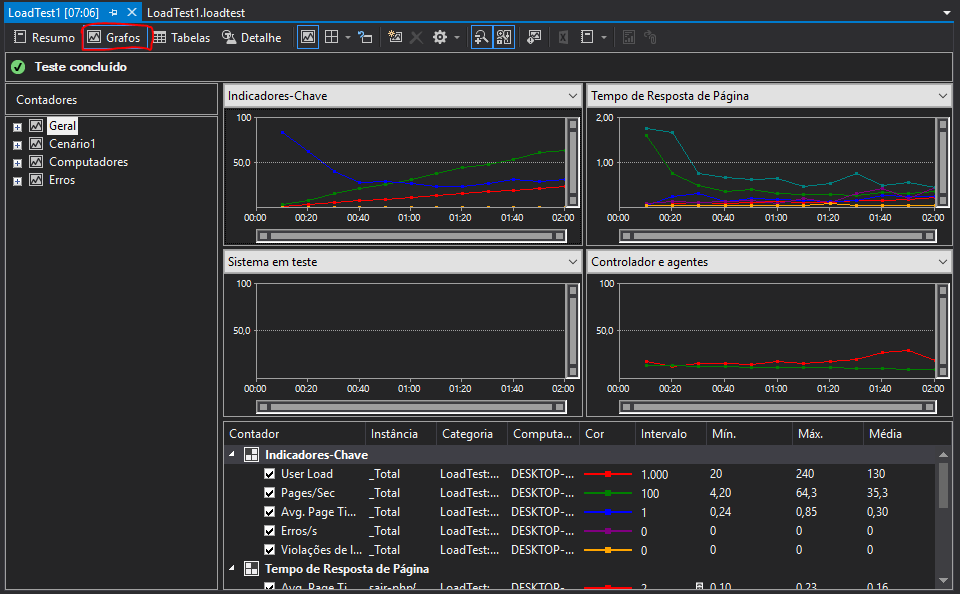 LoadTest1 [07:06] LoadTest1.loadtest
Resumo Grafos Tabelas Detalhe
Teste concluído
Contadores
Geral
Cenário1
Computadores
Erros
Indicadores-Chave
100
50,0
00:00 00:20 00:40 01:00 01:20 01:40 02:00
Tempo de Resposta de Página
2,00
1,00
00:00 00:20 00:40 01:00 01:20 01:40 02:00
Sistema em teste
100
50,0
00:00 00:20 00:40 01:00 01:20 01:40 02:00
Controlador e agentes
100
50,0
00:00 00:20 00:40 01:00 01:20 01:40 02:00
Contador Instância Categoria Computa... Cor Intervalo Mín. Máx. Média
Indicadores-Chave
User Load _Total LoadTest:... DESKTOP-... 1.000 20 240 130
Pages/Sec _Total LoadTest:... DESKTOP-... 100 4,20 64,3 35,3
Avg. Page Ti... _Total LoadTest:... DESKTOP-... 1 0,24 0,85 0,30
Erros/s _Total LoadTest:... DESKTOP-... 0 0 0 0
Violações de l... _Total LoadTest:... DESKTOP-... 0 0 0 0
Tempo de Resposta de Página
Avg. Page Ti... LoadTest:... DESKTOP-... 2 0,10 0,23 0,16